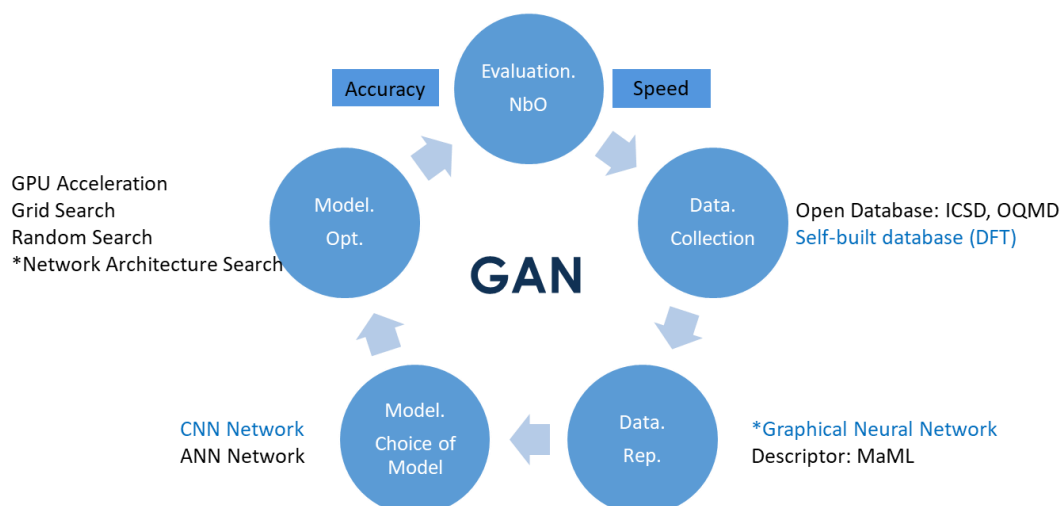 Evaluation.
NbO
Accuracy
Speed
Data.
Collection
Open Database: ICSD, OQMD
Self-built database (DFT)
Data.
Rep.
*Graphical Neural Network
Descriptor: MaML
Model.
Choice of
Model
CNN Network
ANN Network
Model.
Opt.
GPU Acceleration
Grid Search
Random Search
*Network Architecture Search
GAN